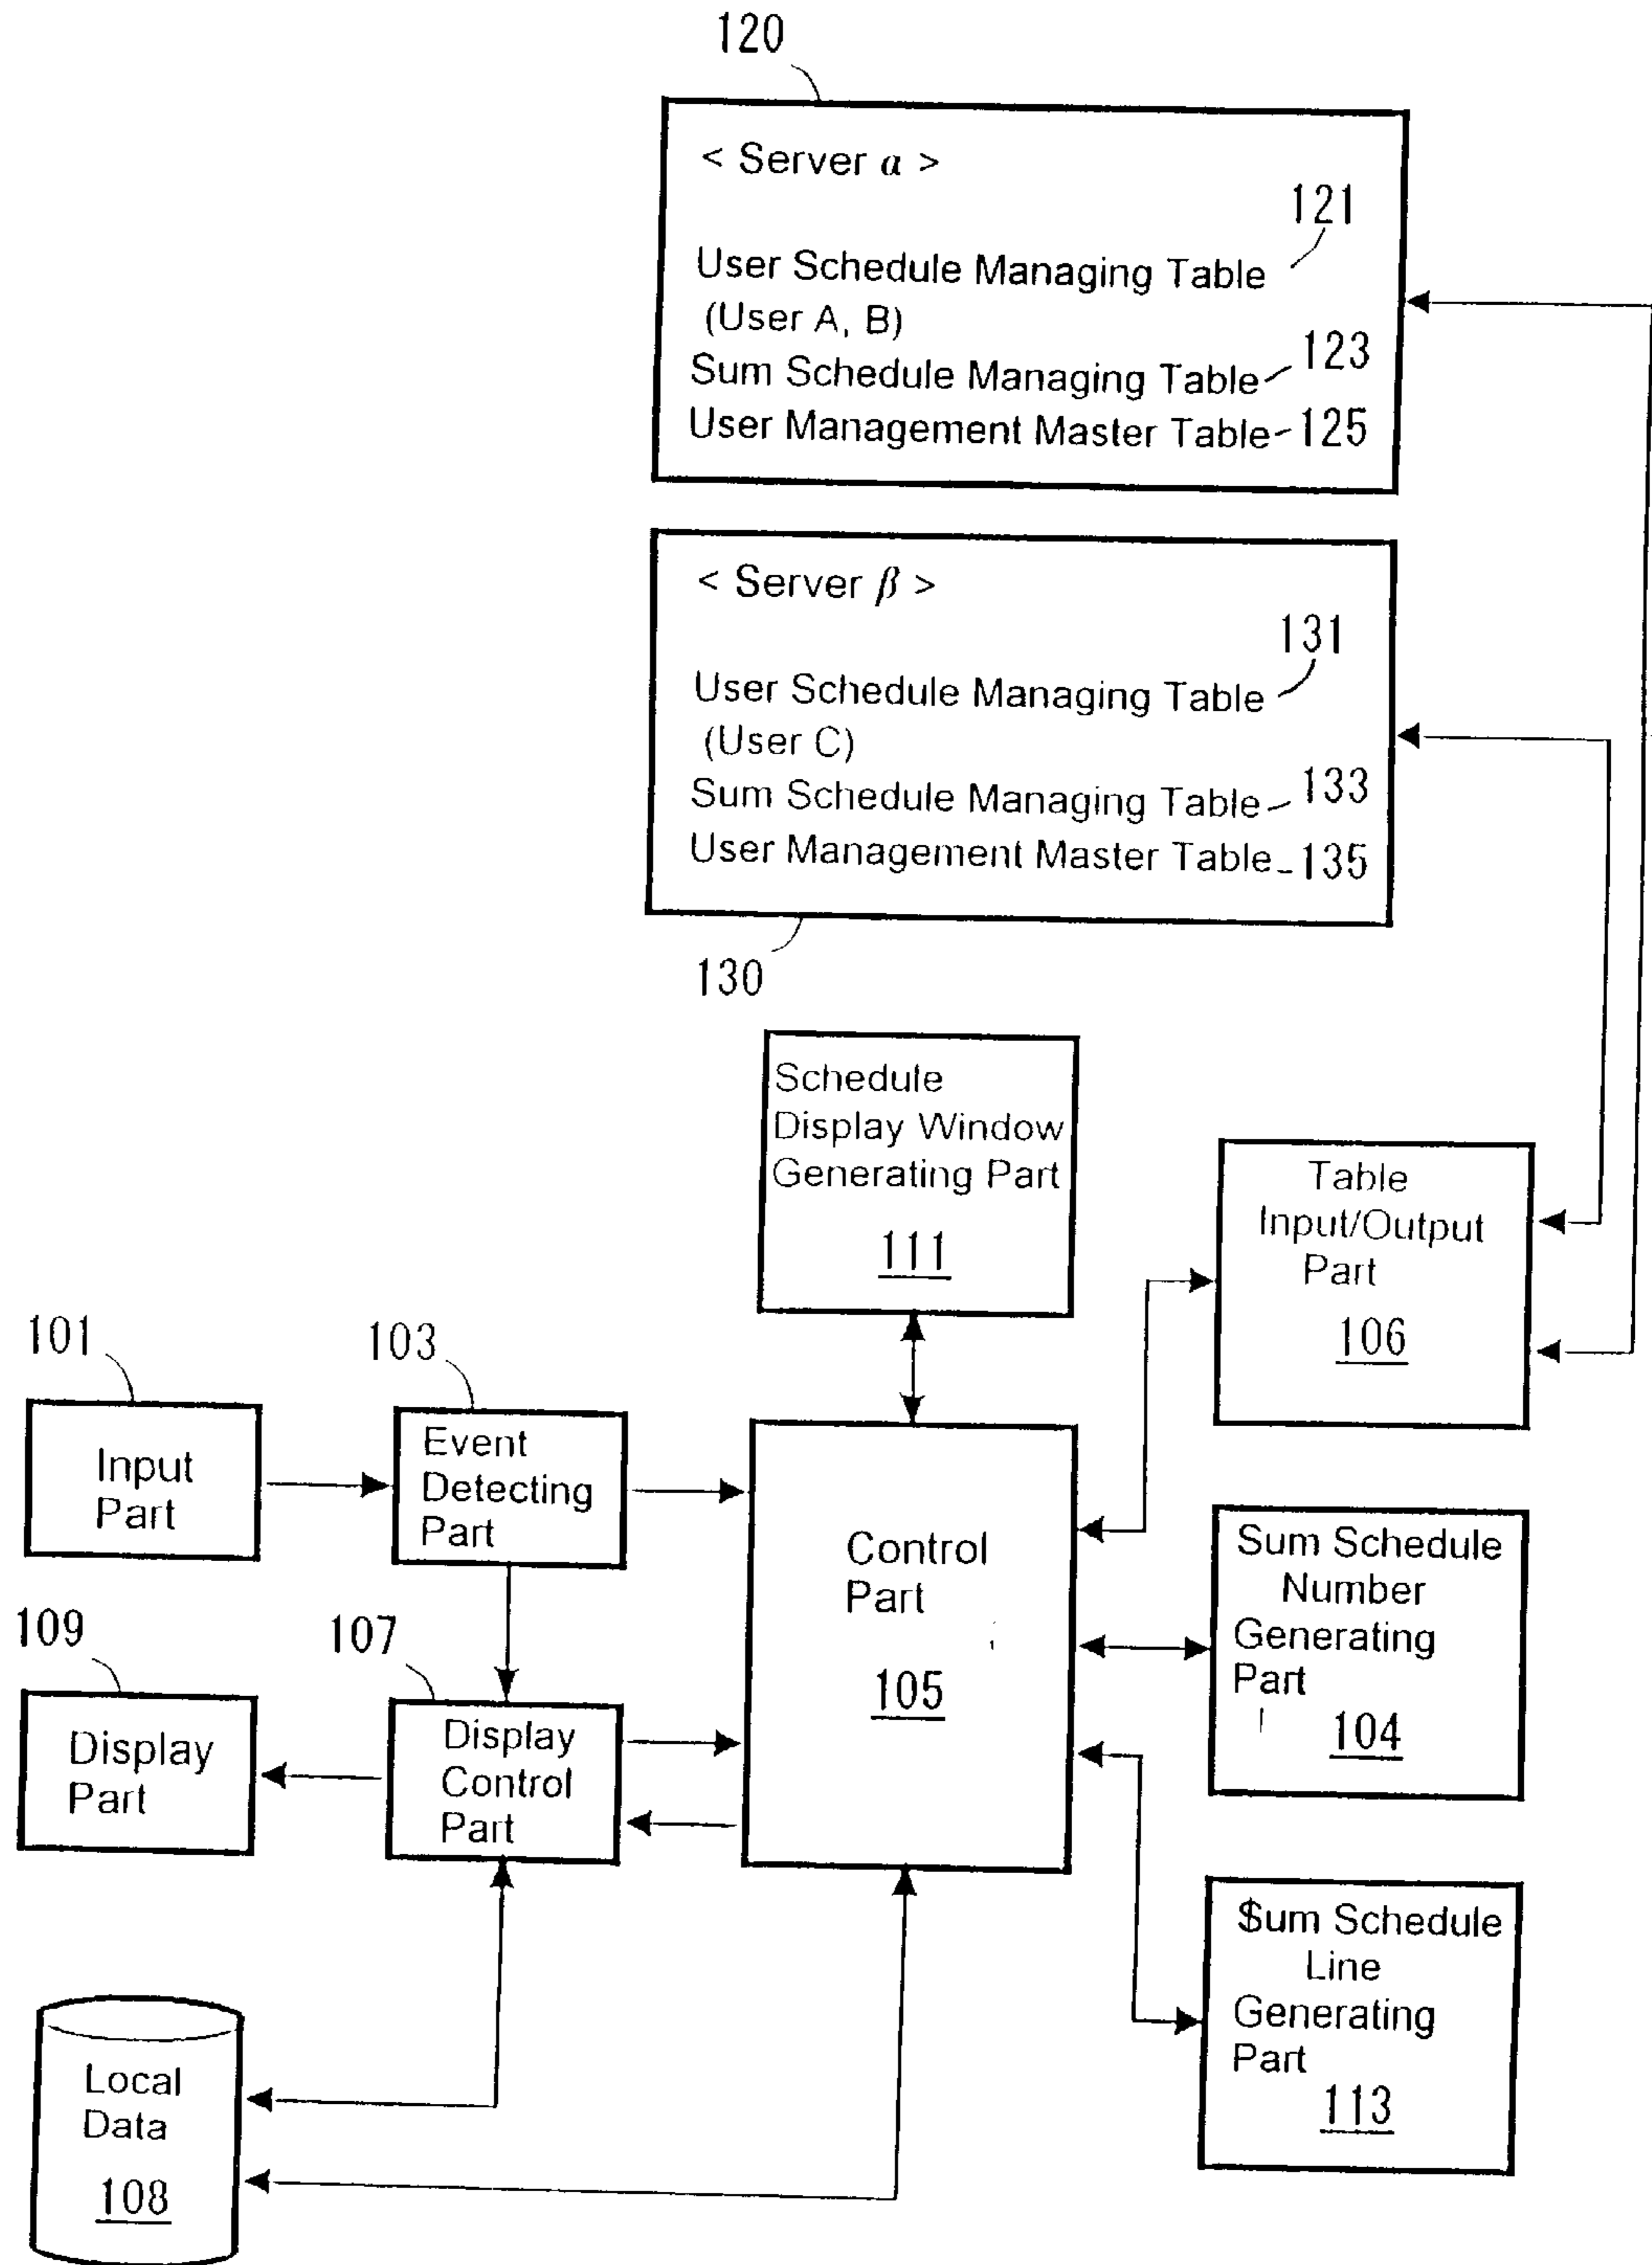 120
< Server α >
121
User Schedule Managing Table
(User A, B)
Sum Schedule Managing Table 123
User Management Master Table 125
< Server β >
131
User Schedule Managing Table
(User C)
Sum Schedule Managing Table 133
User Management Master Table 135
130
Schedule
Display Window
Generating Part
111
Table
Input/Output
Part
106
101
Input
Part
103
Event
Detecting
Part
Control
Part
105
Sum Schedule
Number
Generating
Part
104
109
Display
Part
107
Display
Control
Part
$um Schedule
Line
Generating
Part
113
Local
Data
108